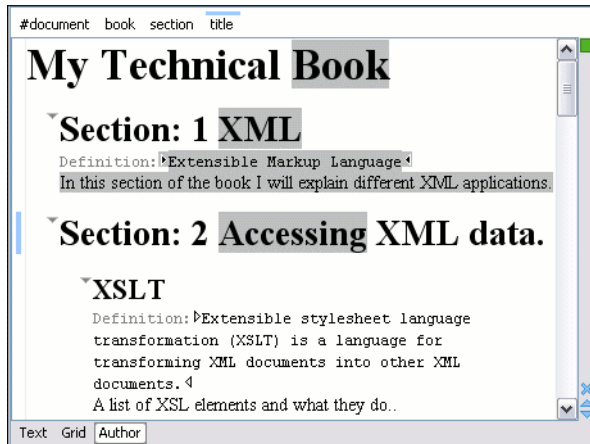 #document book section title
My Technical Book
Section: 1 XML
Definition: Extensible Markup Language
In this section of the book I will explain different XML applications.
Section: 2 Accessing XML data.
XSLT
Definition: Extensible stylesheet language
transformation (XSLT) is a language for
transforming XML documents into other XML
documents.
A list of XSL elements and what they do..
Text Grid Author